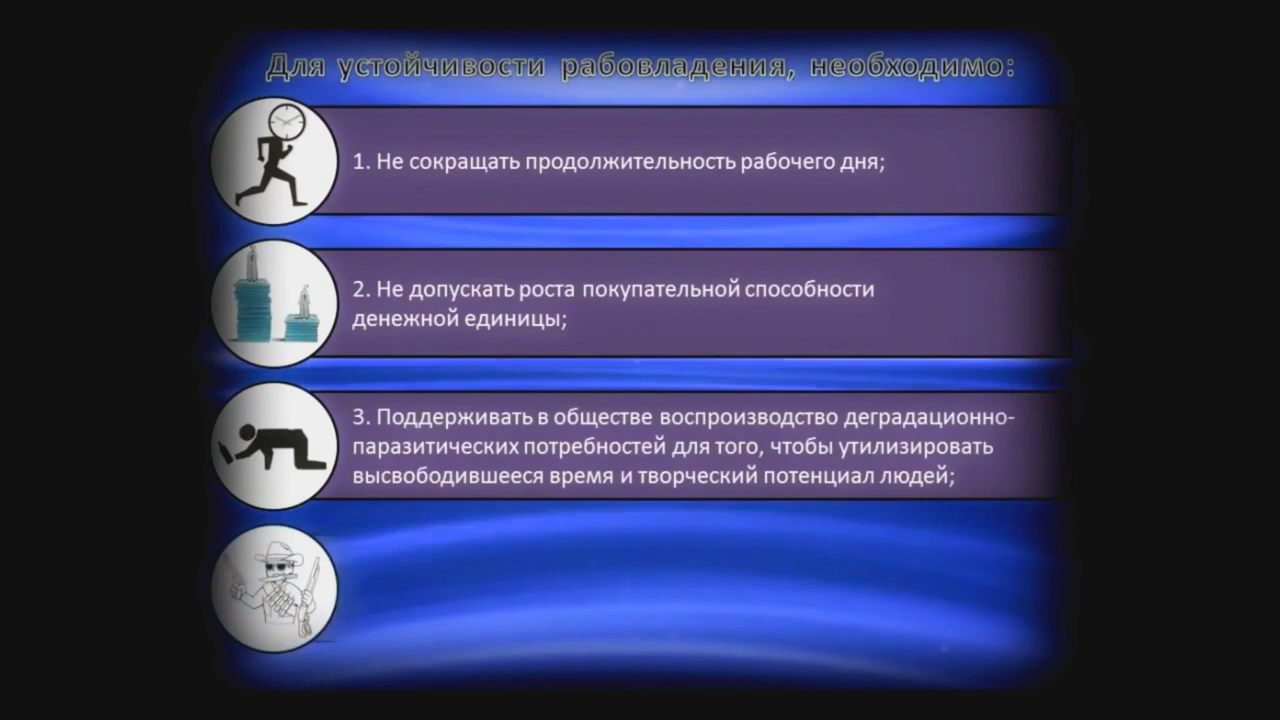 Для устойчивости рабовладения, необходимо:
1. Не сокращать продолжительность рабочего дня;
2. Не допускать роста покупательной способности
денежной единицы;
3. Поддерживать в обществе воспроизводство деградационно-
паразитических потребностей для того, чтобы утилизировать
высвободившееся время и творческий потенциал людей;